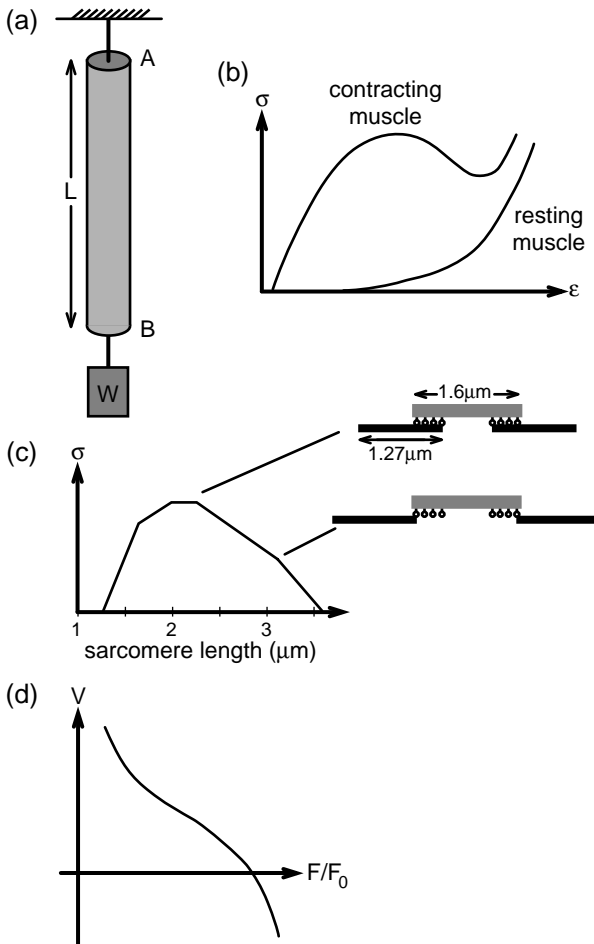 (a)
A
L
B
W
(b)
σ
contracting
muscle
resting
muscle
ε
(c)
σ
1.6μm
1.27μm
1
2
3
sarcomere length (μm)
(d)
V
F/F₀